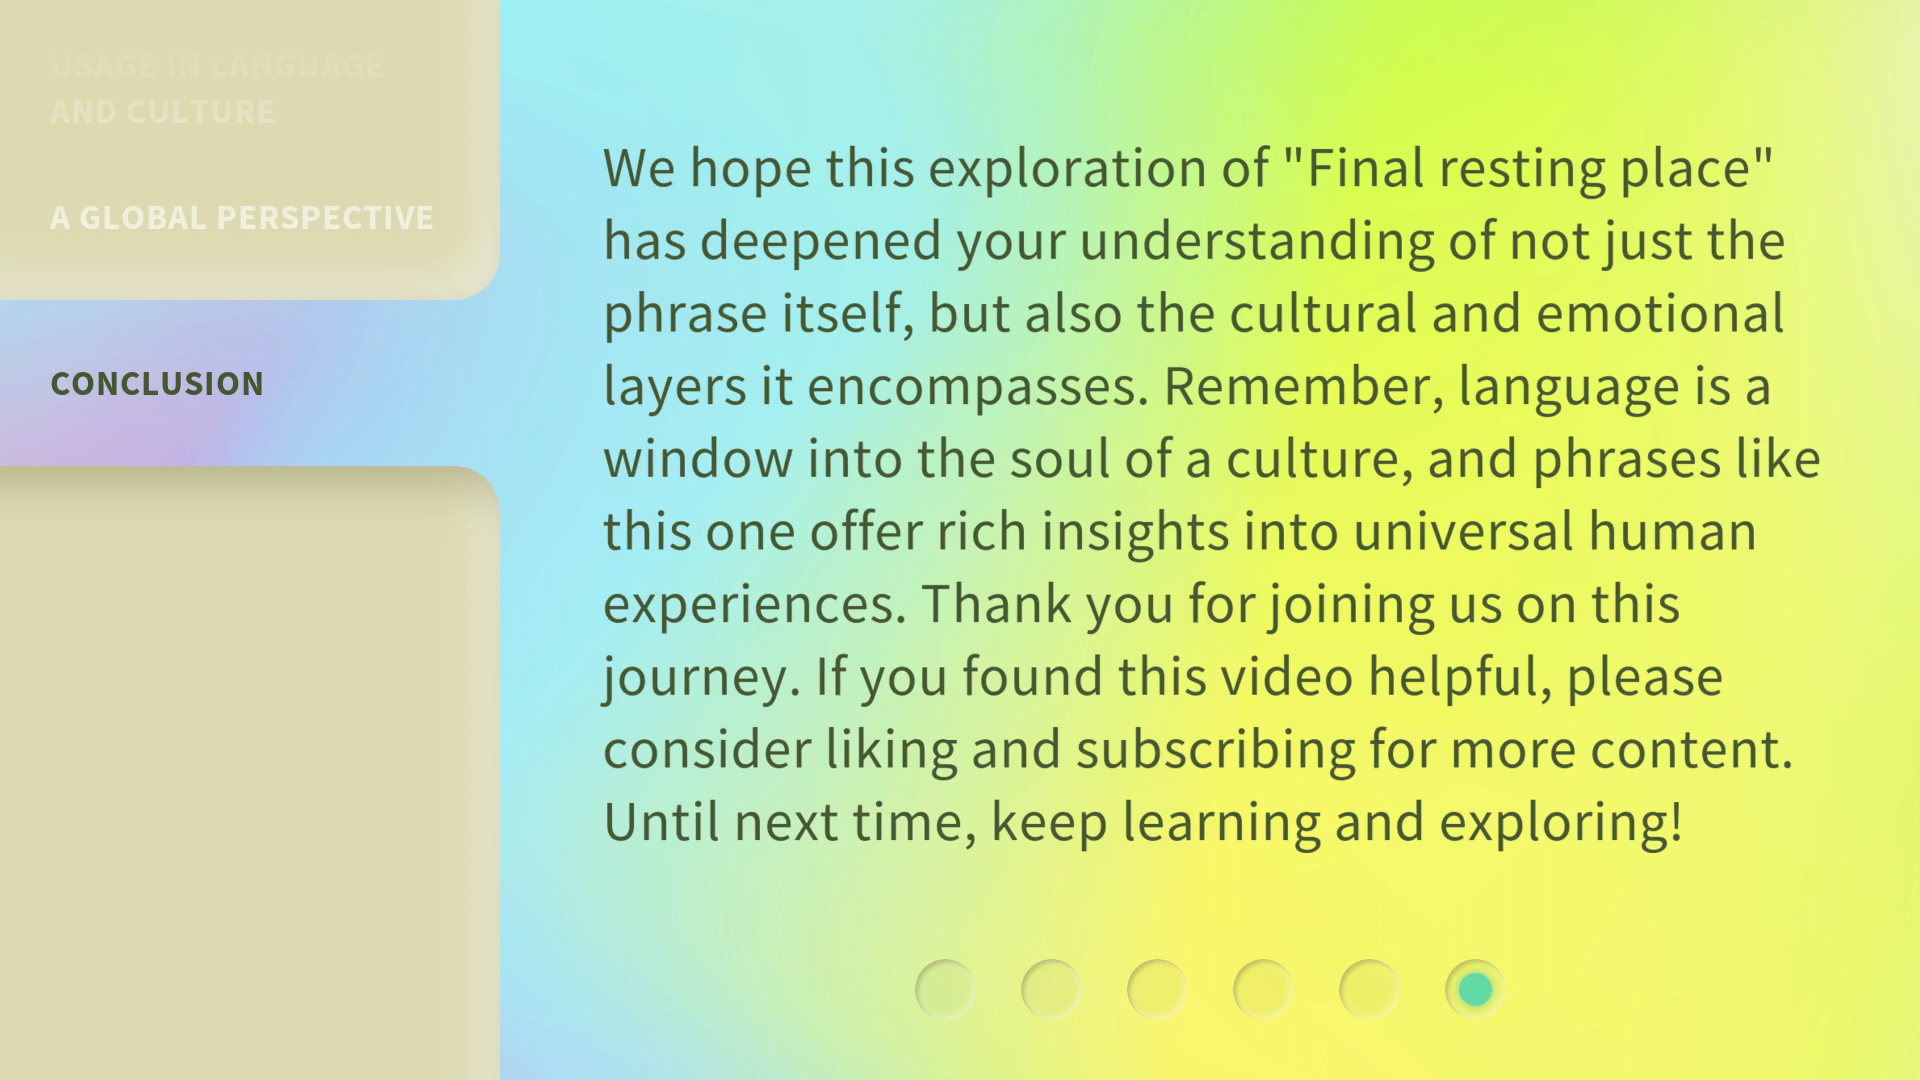 USAGE IN LANGUAGE
AND CULTURE
A GLOBAL PERSPECTIVE
CONCLUSION
We hope this exploration of "Final resting place"
has deepened your understanding of not just the
phrase itself, but also the cultural and emotional
layers it encompasses. Remember, language is a
window into the soul of a culture, and phrases like
this one offer rich insights into universal human
experiences. Thank you for joining us on this
journey. If you found this video helpful, please
consider liking and subscribing for more content.
Until next time, keep learning and exploring!